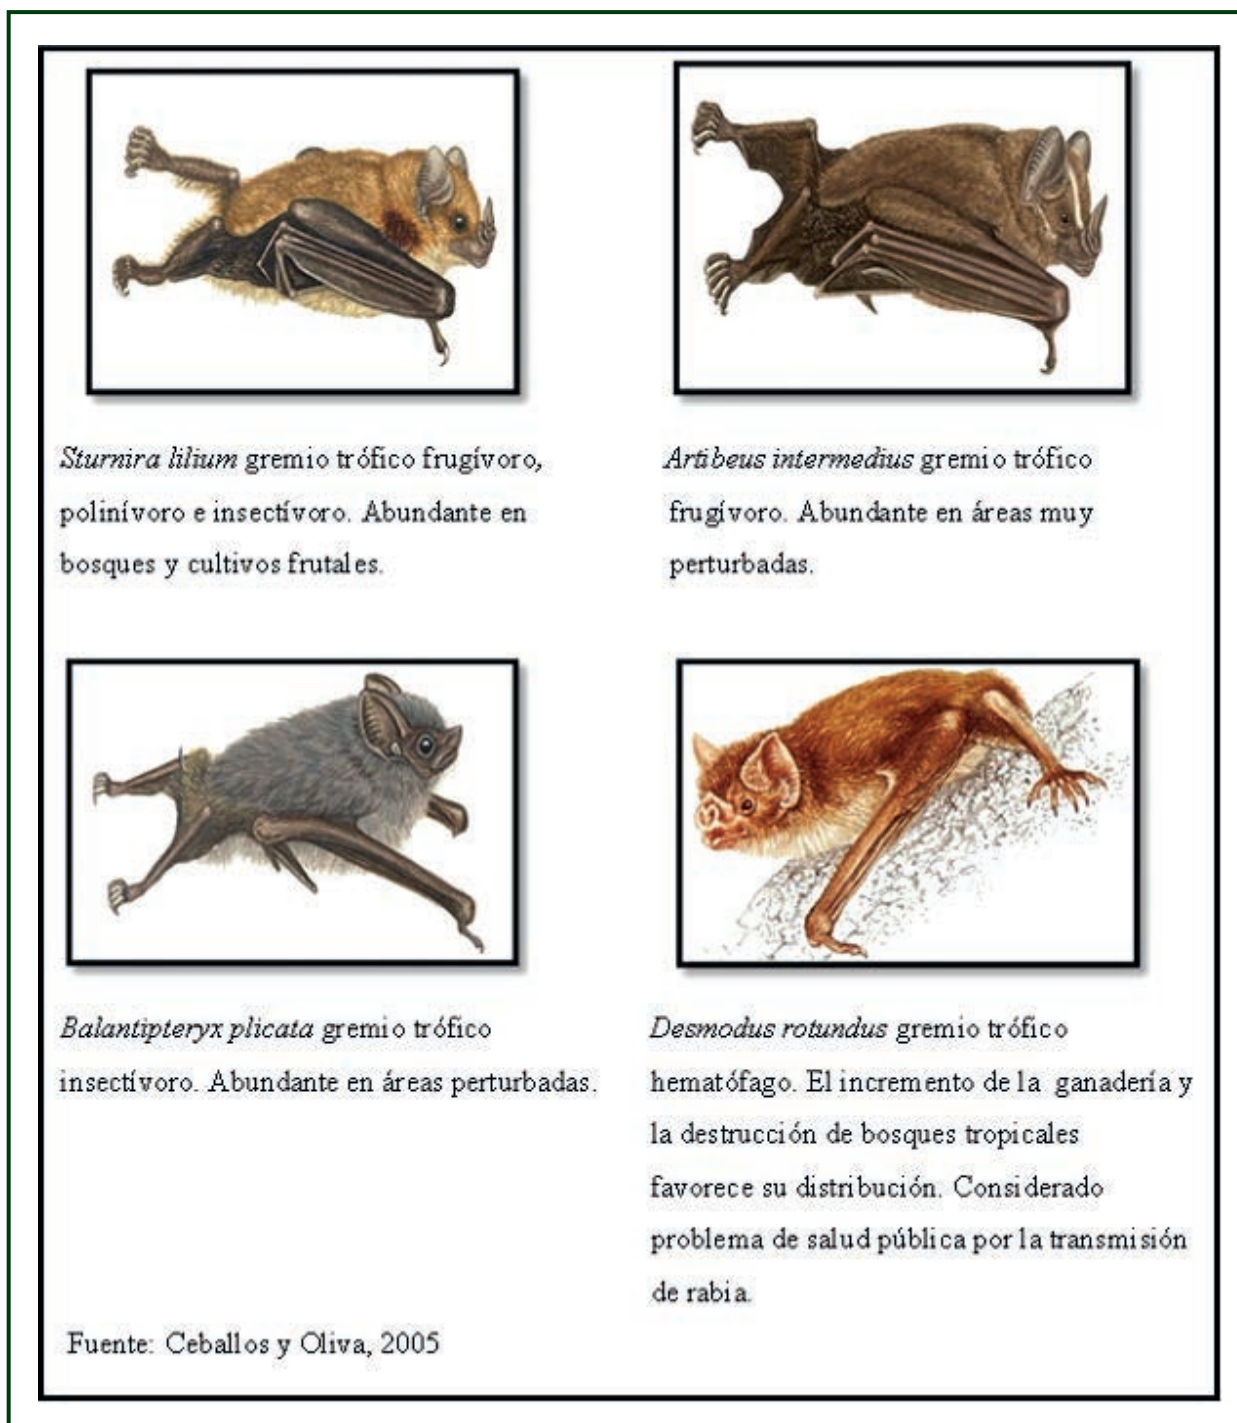 Sturnira lilium gremio trófico frugívoro,
polinívoro e insectívoro. Abundante en
bosques y cultivos frutales.
Artibeus intermedius gremio trófico
frugívoro. Abundante en áreas muy
perturbadas.
Balantipteryx plicata gremio trófico
insectívoro. Abundante en áreas perturbadas.
Desmodus rotundus gremio trófico
hematófago. El incremento de la ganadería y
la destrucción de bosques tropicales
favorece su distribución. Considerado
problema de salud pública por la transmisión
de rabia.
Fuente: Ceballos y Oliva, 2005